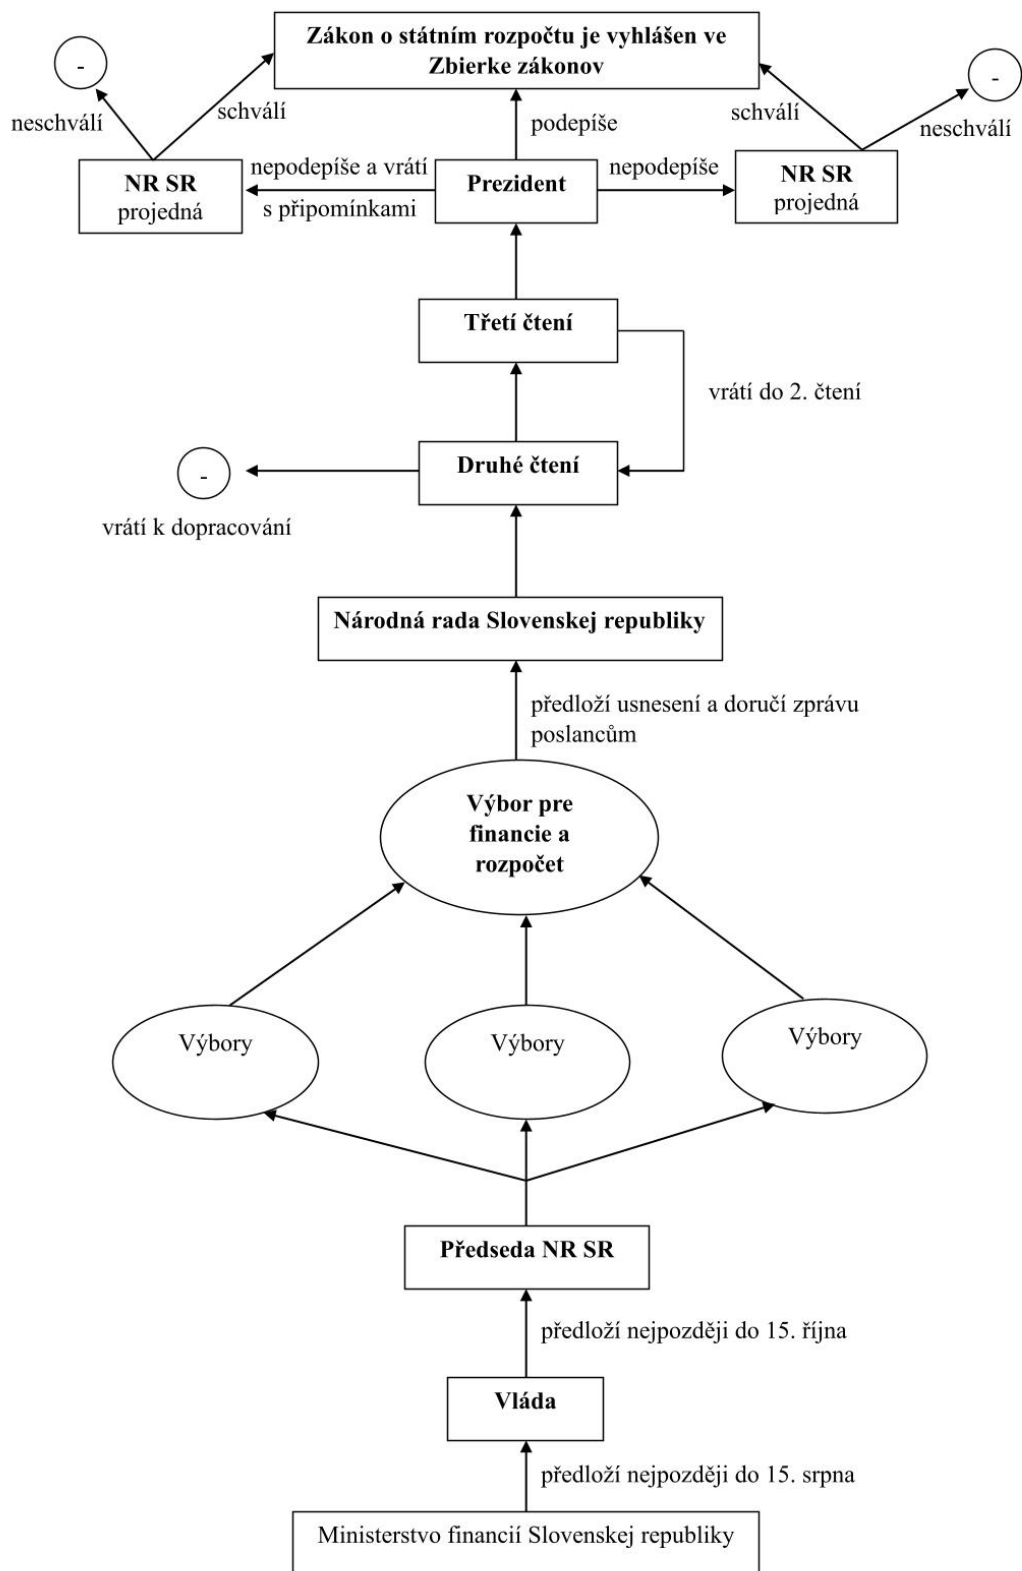 Zákon o státním rozpočtu je vyhlášen ve
Zbierke zákonov
-
-
neschválí
schválí
podepíše
schválí
neschválí
NR SR
projedná
nepodepíše a vrátí
s připomínkami
Prezident
nepodepíše
NR SR
projedná
Třetí čtení
vrátí do 2. čtení
Druhé čtení
-
vrátí k dopracování
Národná rada Slovenskej republiky
předloží usnesení a doručí zprávu
poslancům
Výbor pre
financie a
rozpočet
Výbory
Výbory
Výbory
Předseda NR SR
předloží nejpozději do 15. října
Vláda
předloží nejpozději do 15. srpna
Ministerstvo financií Slovenskej republiky